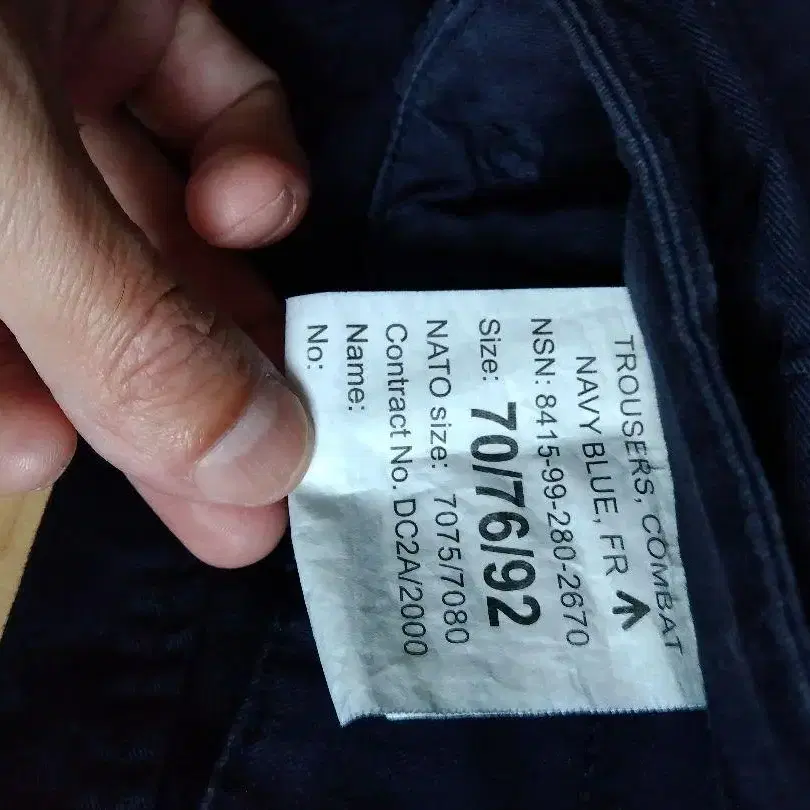 TROUSERS, COMBAT
NAVY BLUE, FR
NSN: 8415-99-280-2670
Size: 70/76/92
NATO size: 7075/7080
Contract No. DC2A/2000
Name:
No: